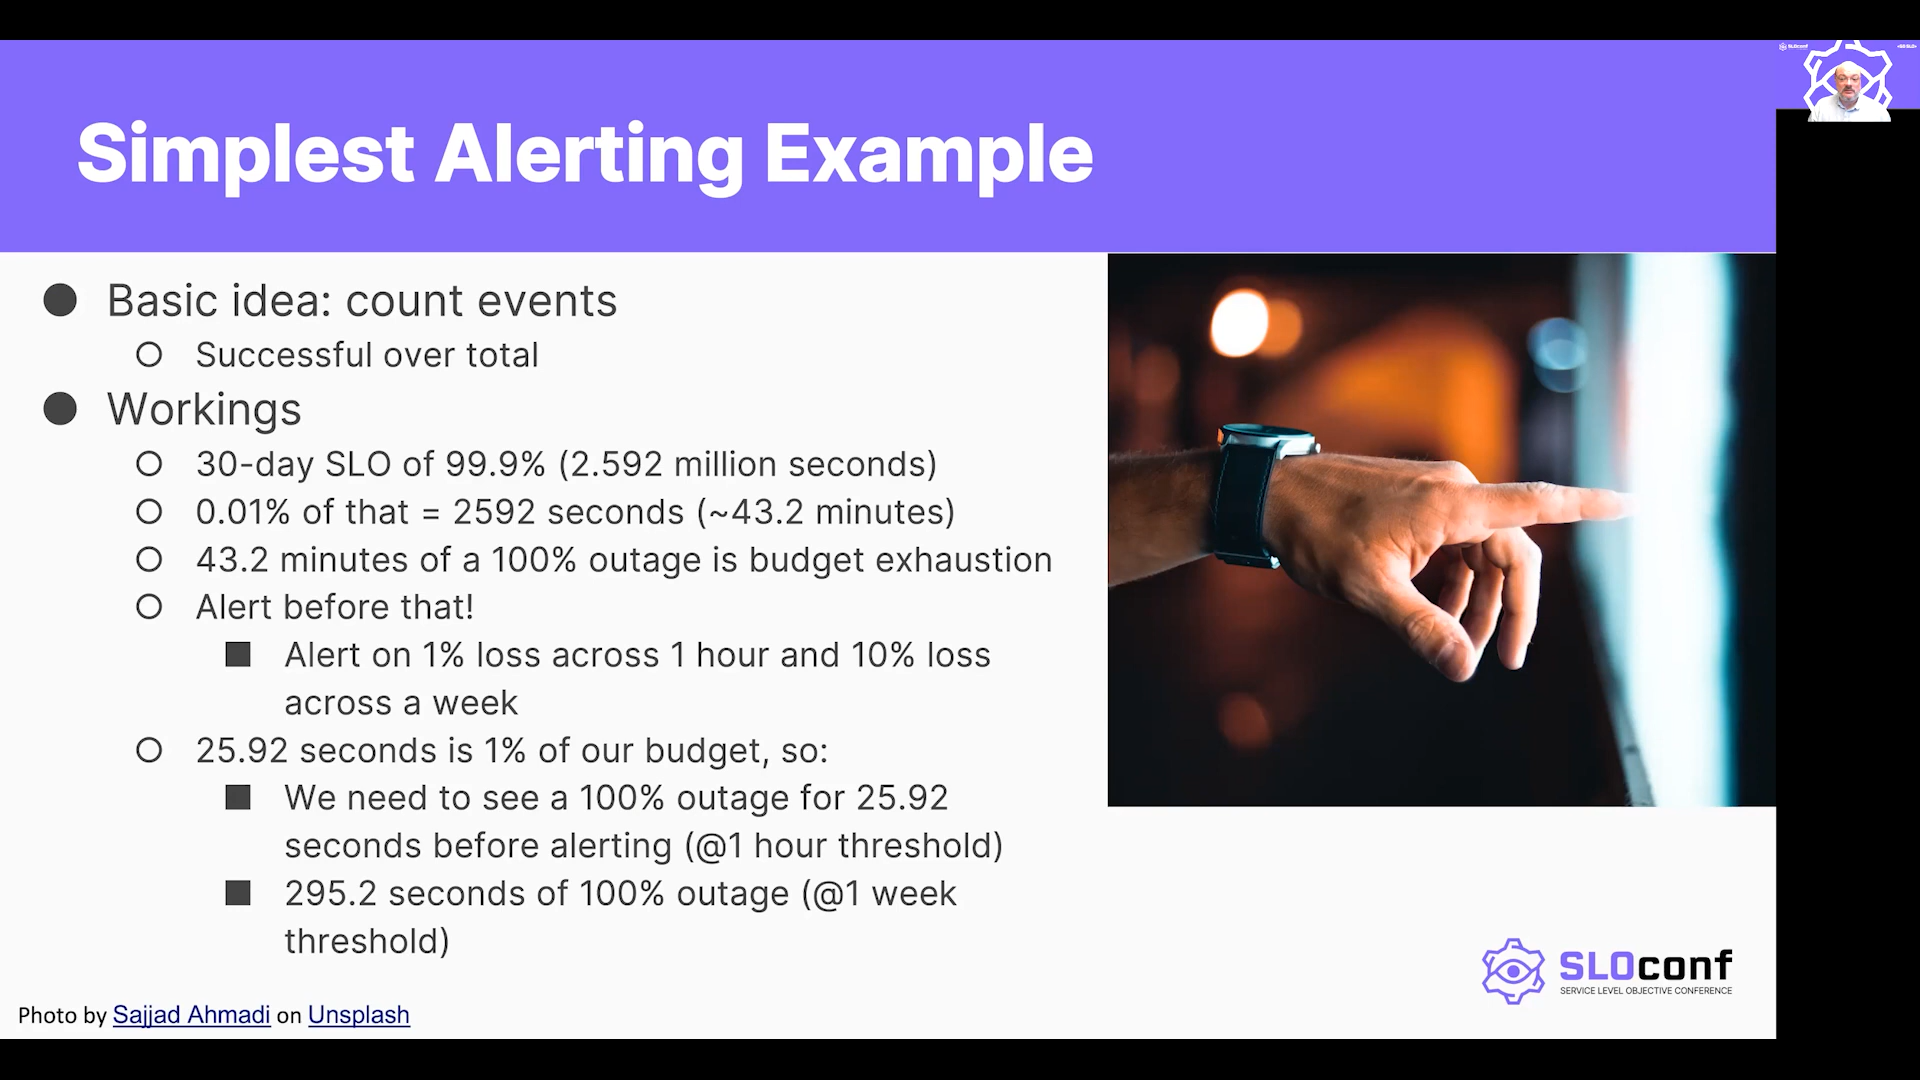 Simplest Alerting Example
Basic idea: count events
Successful over total
Workings
30-day SLO of 99.9% (2.592 million seconds)
0.01% of that = 2592 seconds (~43.2 minutes)
43.2 minutes of a 100% outage is budget exhaustion
Alert before that!
Alert on 1% loss across 1 hour and 10% loss
across a week
25.92 seconds is 1% of our budget, so:
We need to see a 100% outage for 25.92
seconds before alerting (@1 hour threshold)
295.2 seconds of 100% outage (@1 week
threshold)
SLOconf
SERVICE LEVEL OBJECTIVE CONFERENCE
Photo by Sajjad Ahmadi on Unsplash